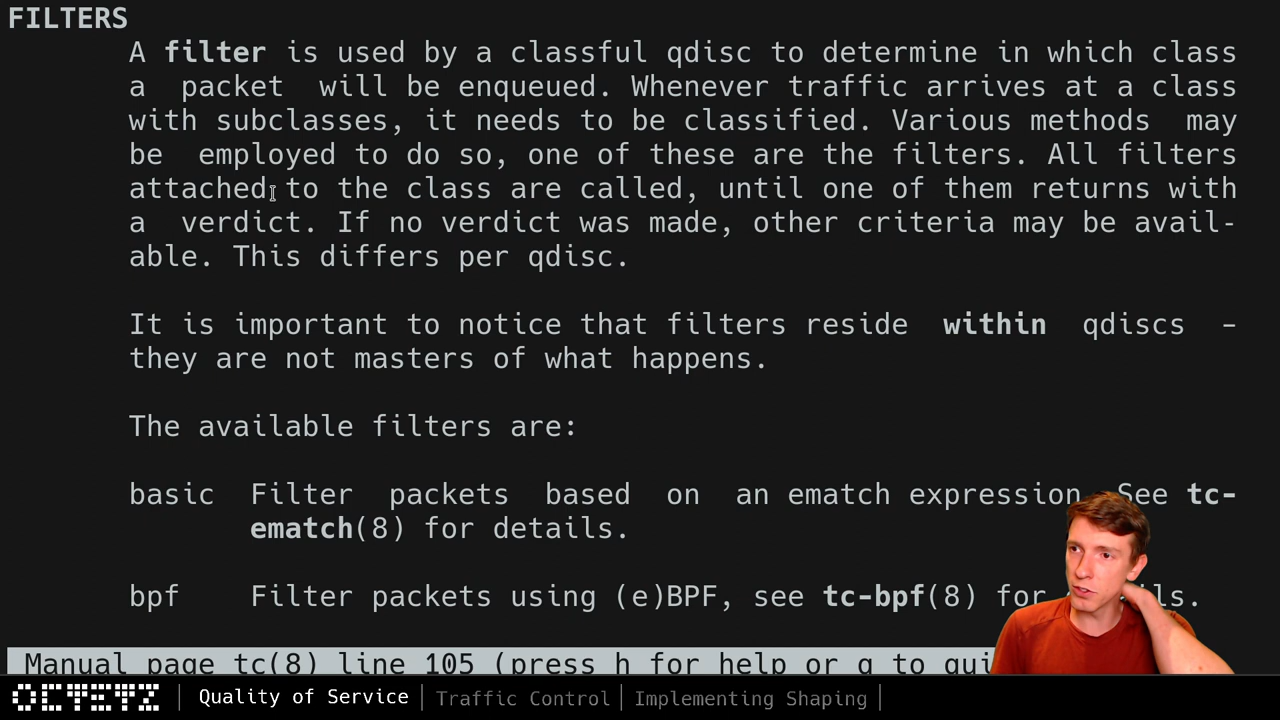 FILTERS
A filter is used by a classful qdisc to determine in which class
a packet will be enqueued. Whenever traffic arrives at a class
with subclasses, it needs to be classified. Various methods may
be employed to do so, one of these are the filters. All filters
attached to the class are called, until one of them returns with
a verdict. If no verdict was made, other criteria may be avail-
able. This differs per qdisc.
It is important to notice that filters reside within qdiscs -
they are not masters of what happens.
The available filters are:
basic Filter packets based on an ematch expression. See tc-
ematch(8) for details.
bpf Filter packets using (e)BPF, see tc-bpf(8) for
Manual page tc(8) line 105 (press h for help or q to
OCTETZ | Quality of Service | Traffic Control | Implementing Shaping |